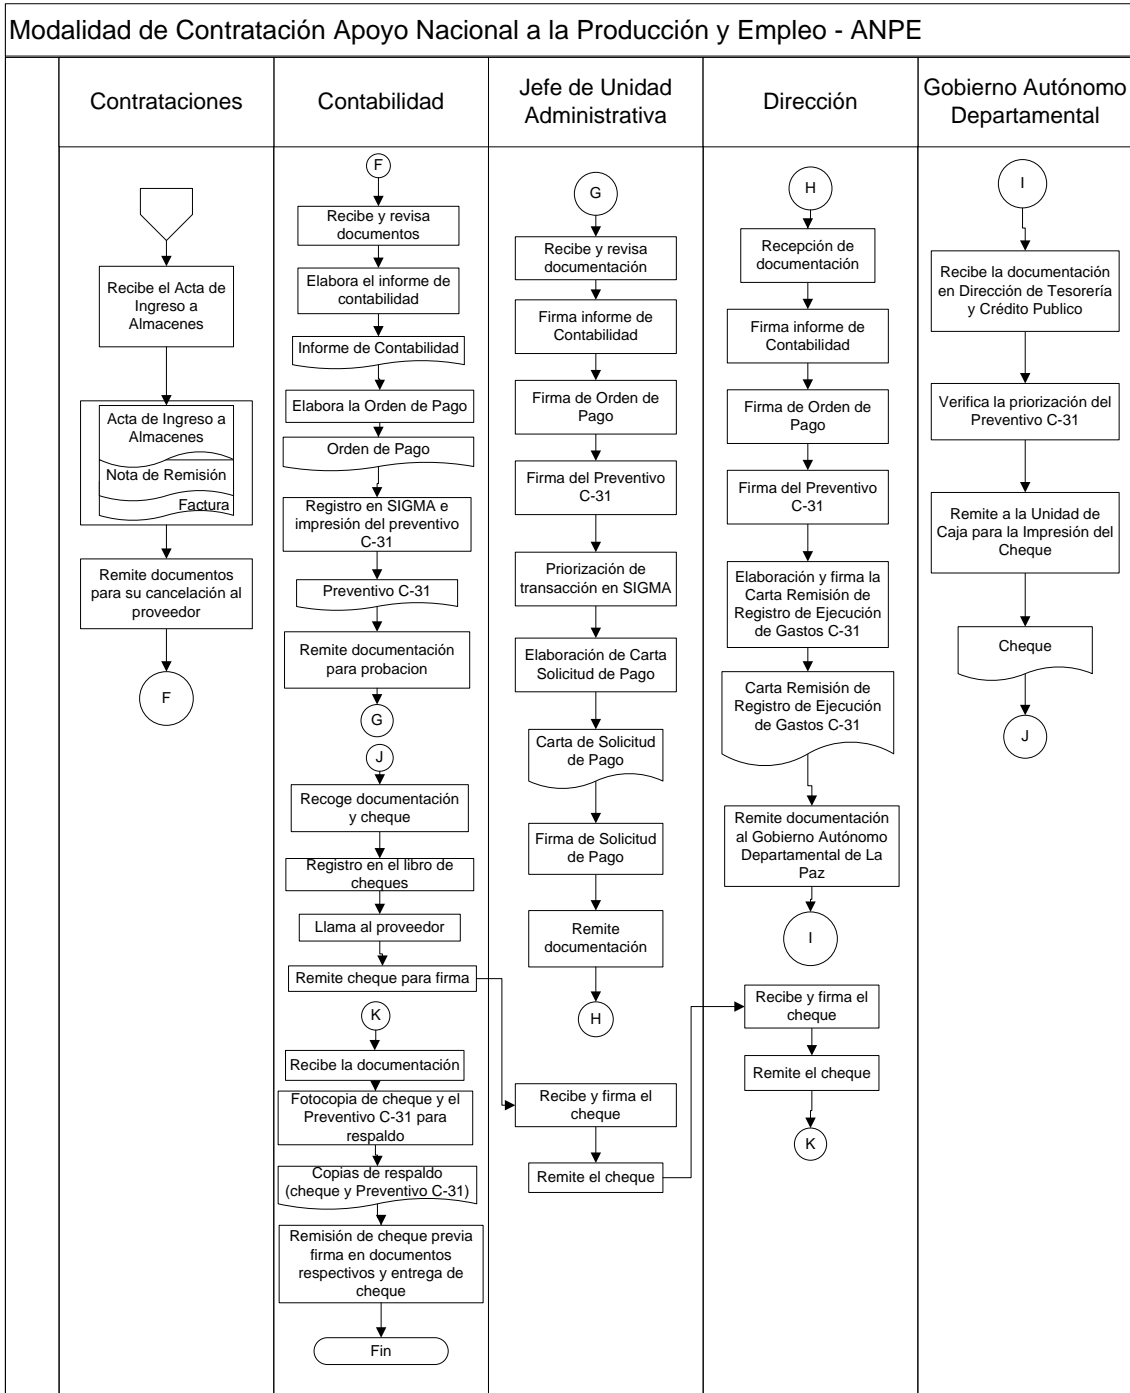 Modalidad de Contratación Apoyo Nacional a la Producción y Empleo - ANPE
Contrataciones
Contabilidad
Jefe de Unidad
Administrativa
Dirección
Gobierno Autónomo
Departamental
Recibe el Acta de
Ingreso a
Almacenes
Acta de Ingreso a
Almacenes
Nota de Remisión
Factura
Remite documentos
para su cancelación al
proveedor
F
F
Recibe y revisa
documentos
Elabora el informe de
contabilidad
Informe de Contabilidad
Elabora la Orden de Pago
Orden de Pago
Registro en SIGMA e
impresión del preventivo
C-31
Preventivo C-31
Remite documentación
para probacion
G
J
Recoge documentación
y cheque
Registro en el libro de
cheques
Llama al proveedor
Remite cheque para firma
K
Recibe la documentación
Fotocopia de cheque y el
Preventivo C-31 para
respaldo
Copias de respaldo
(cheque y Preventivo C-31)
Remisión de cheque previa
firma en documentos
respectivos y entrega de
cheque
Fin
G
Recibe y revisa
documentación
Firma informe de
Contabilidad
Firma de Orden de
Pago
Firma del Preventivo
C-31
Priorización de
transacción en SIGMA
Elaboración de Carta
Solicitud de Pago
Carta de Solicitud
de Pago
Firma de Solicitud
de Pago
Remite
documentación
H
Recibe y firma el
cheque
Remite el cheque
H
Recepción de
documentación
Firma informe de
Contabilidad
Firma de Orden de
Pago
Firma del Preventivo
C-31
Elaboración y firma la
Carta Remisión de
Registro de Ejecución
de Gastos C-31
Carta Remisión de
Registro de Ejecución
de Gastos C-31
Remite documentación
al Gobierno Autónomo
Departamental de La
Paz
I
Recibe y firma el
cheque
Remite el cheque
K
I
Recibe la documentación
en Dirección de Tesorería
y Crédito Publico
Verifica la priorización del
Preventivo C-31
Remite a la Unidad de
Caja para la Impresión del
Cheque
Cheque
J